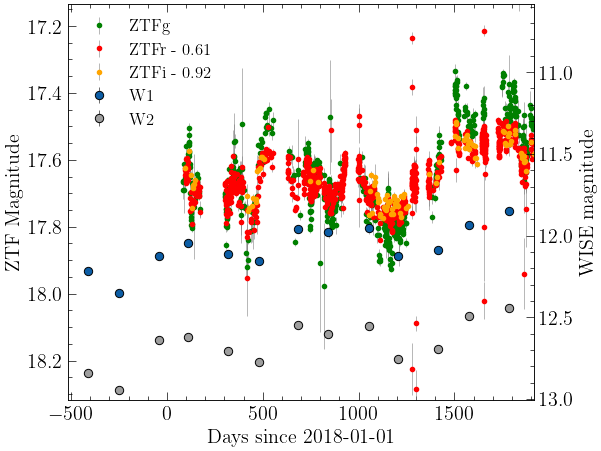 ZTFg
ZTFr - 0.61
ZTFi - 0.92
W1
W2
17.2
17.4
17.6
17.8
18.0
18.2
ZTF Magnitude
11.0
11.5
12.0
12.5
13.0
WISE magnitude
−500
0
500
1000
1500
Days since 2018-01-01